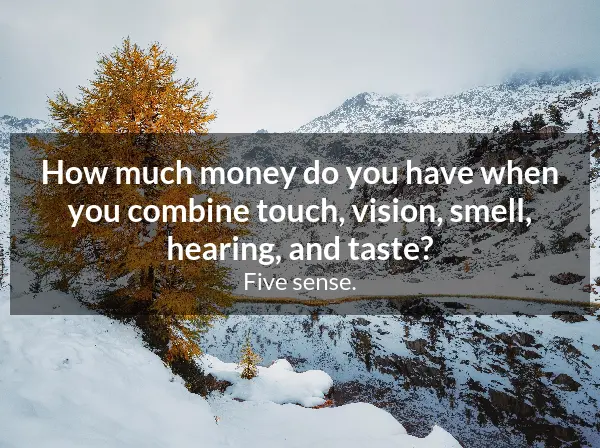 How much money do you have when
you combine touch, vision, smell,
hearing, and taste?
Five sense.